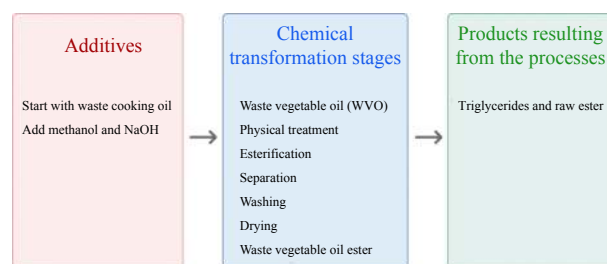 Additives
Start with waste cooking oil
Add methanol and NaOH
Chemical
transformation stages
Waste vegetable oil (WVO)
Physical treatment
Esterification
Separation
Washing
Drying
Waste vegetable oil ester
Products resulting
from the processes
Triglycerides and raw ester